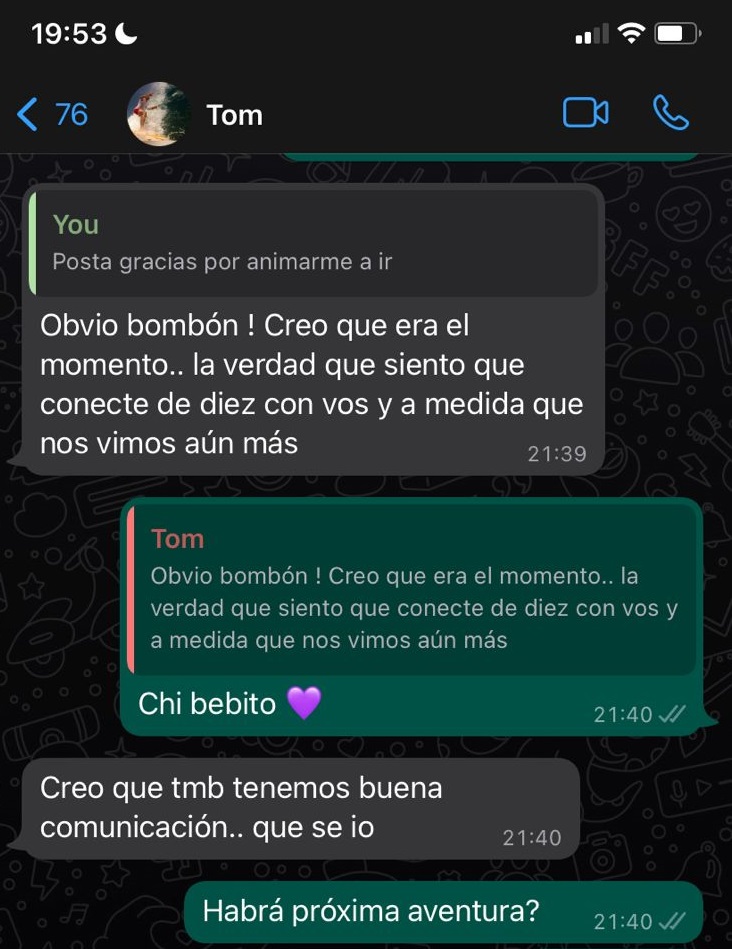 19:53
76
Tom
You
Posta gracias por animarme a ir
Obvio bombón ! Creo que era el
momento.. la verdad que siento que
conecte de diez con vos y a medida que
nos vimos aún más
21:39
Tom
Obvio bombón ! Creo que era el momento.. la
verdad que siento que conecte de diez con vos y
a medida que nos vimos aún más
Chi bebito 💜
21:40
Creo que tmb tenemos buena
comunicación.. que se io
21:40
Habrá próxima aventura?
21:40